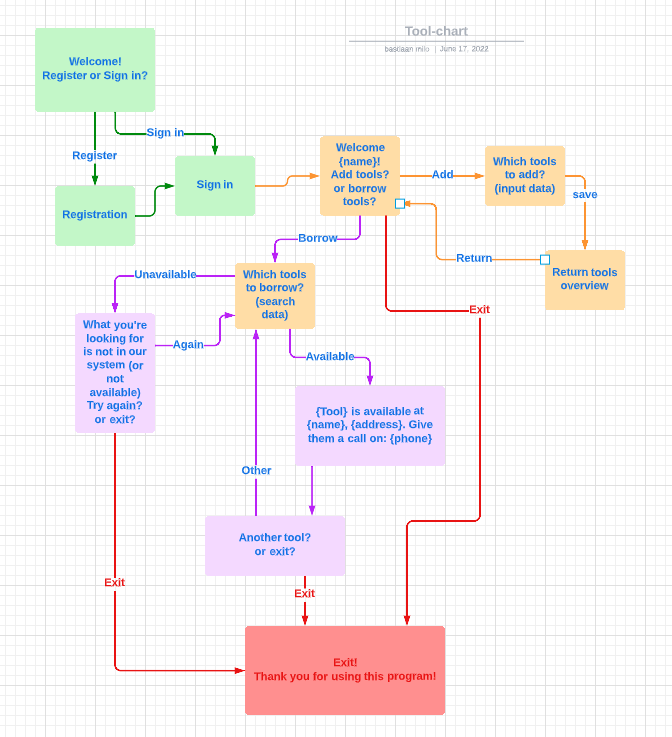 Tool-chart
bastiaan milo | June 17, 2022
Welcome!
Register or Sign in?
Sign in
Register
Registration
Sign in
Welcome
{name}!
Add tools?
or borrow
tools?
Add
Which tools
to add?
(input data)
save
Return tools
overview
Return
Borrow
Exit
Which tools
to borrow?
(search
data)
Unavailable
What you're
looking for
is not in our
system (or
not
available)
Try again?
or exit?
Again
Available
{Tool} is available at
{name}, {address}. Give
them a call on: {phone}
Other
Another tool?
or exit?
Exit
Exit
Exit!
Thank you for using this program!